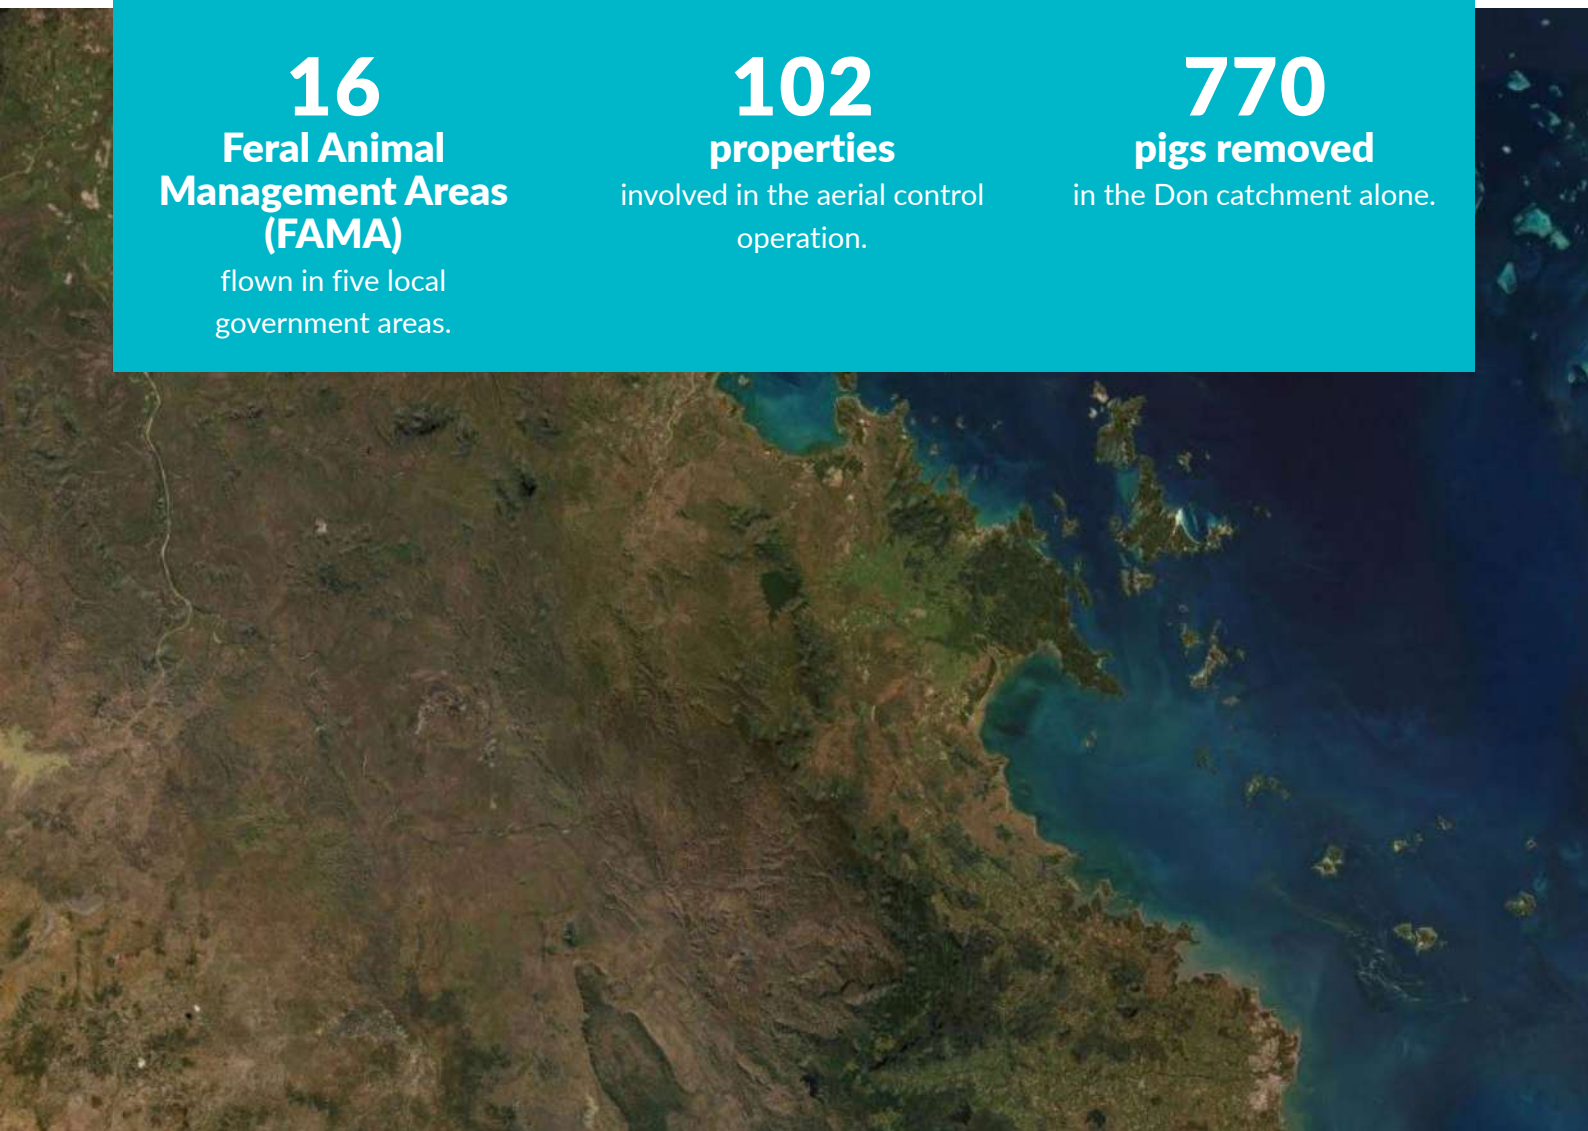 16
Feral Animal
Management Areas
(FAMA)
flown in five local
government areas.
102
properties
involved in the aerial control
operation.
770
pigs removed
in the Don catchment alone.